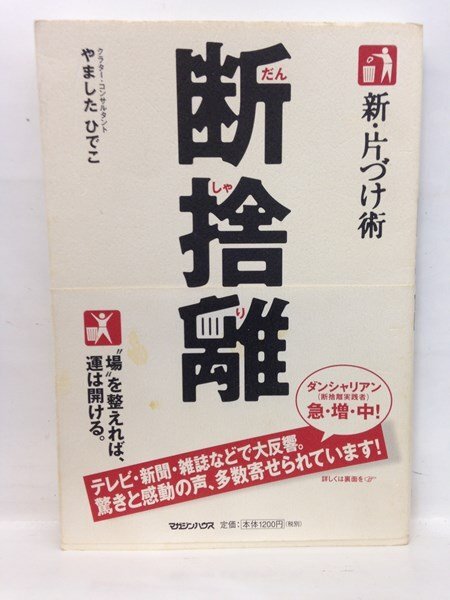 新・片づけ術
断捨離
だん
しゃ
り
クラター・コンサルタント
やました ひでこ
“場”を整えれば、
運は開ける。
ダンシャリアン
(断捨離実践者)
急・増・中!
テレビ・新聞・雑誌などで大反響。
驚きと感動の声、多数寄せられています!
詳しくは裏面を☞
マガジンハウス 定価:本体1200円(税別)